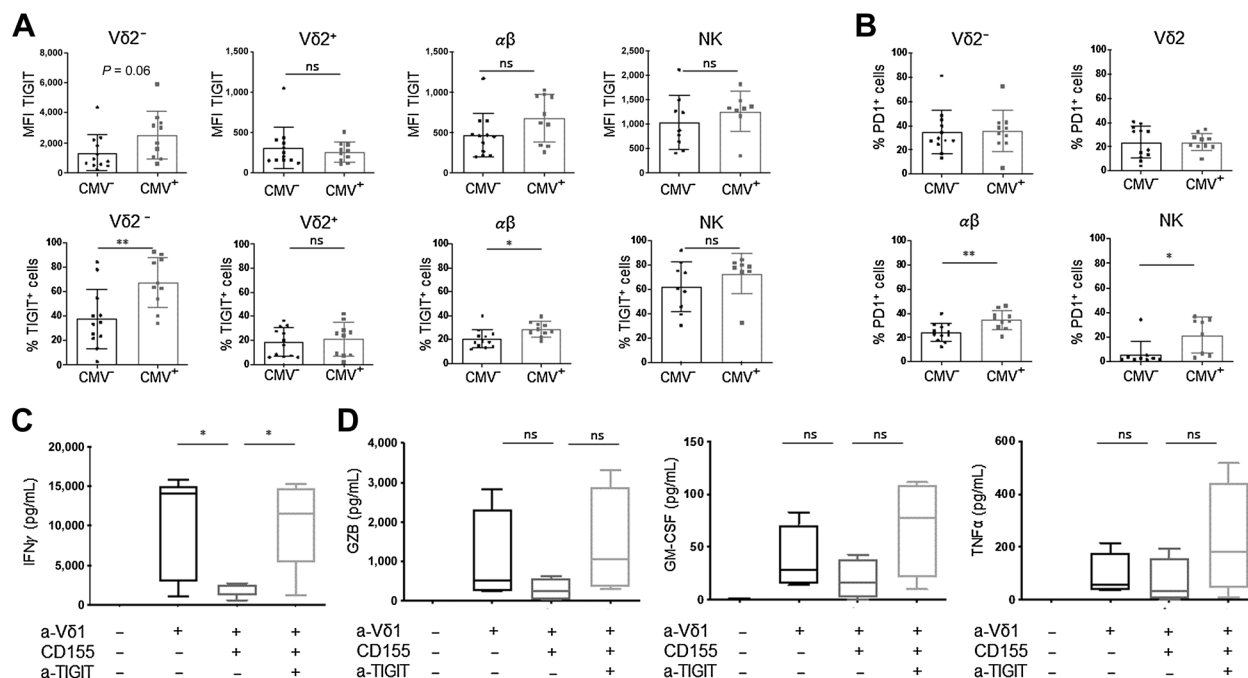 A
Vδ2⁻
Vδ2⁺
αβ
NK
MFI TIGIT
8,000
6,000
4,000
2,000
0
P = 0.06
CMV⁻ CMV⁺
MFI TIGIT
1,500
1,000
500
0
ns
CMV⁻ CMV⁺
MFI TIGIT
1,500
1,000
500
0
ns
CMV⁻ CMV⁺
MFI TIGIT
2,500
2,000
1,500
1,000
500
0
ns
CMV⁻ CMV⁺
Vδ2⁻
Vδ2⁺
αβ
NK
% TIGIT⁺ cells
100
80
60
40
20
0
**
CMV⁻ CMV⁺
% TIGIT⁺ cells
100
80
60
40
20
0
ns
CMV⁻ CMV⁺
% TIGIT⁺ cells
100
80
60
40
20
0
*
CMV⁻ CMV⁺
% TIGIT⁺ cells
100
80
60
40
20
0
ns
CMV⁻ CMV⁺
B
Vδ2⁻
Vδ2
% PD1⁺ cells
100
80
60
40
20
0
CMV⁻ CMV⁺
% PD1⁺ cells
100
80
60
40
20
0
CMV⁻ CMV⁺
αβ
NK
% PD1⁺ cells
100
80
60
40
20
0
**
CMV⁻ CMV⁺
% PD1⁺ cells
100
80
60
40
20
0
*
CMV⁻ CMV⁺
C
IFNγ (pg/mL)
20,000
15,000
10,000
5,000
0
* *
a-Vδ1 – + + +
CD155 – – + +
a-TIGIT – – – +
D
GZB (pg/mL)
4,000
3,000
2,000
1,000
0
ns ns
a-Vδ1 – + + +
CD155 – – + +
a-TIGIT – – – +
GM-CSF (pg/mL)
150
100
50
0
ns ns
a-Vδ1 – + + +
CD155 – – + +
a-TIGIT – – – +
TNFα (pg/mL)
600
400
200
0
ns ns
a-Vδ1 – + + +
CD155 – – + +
a-TIGIT – – – +